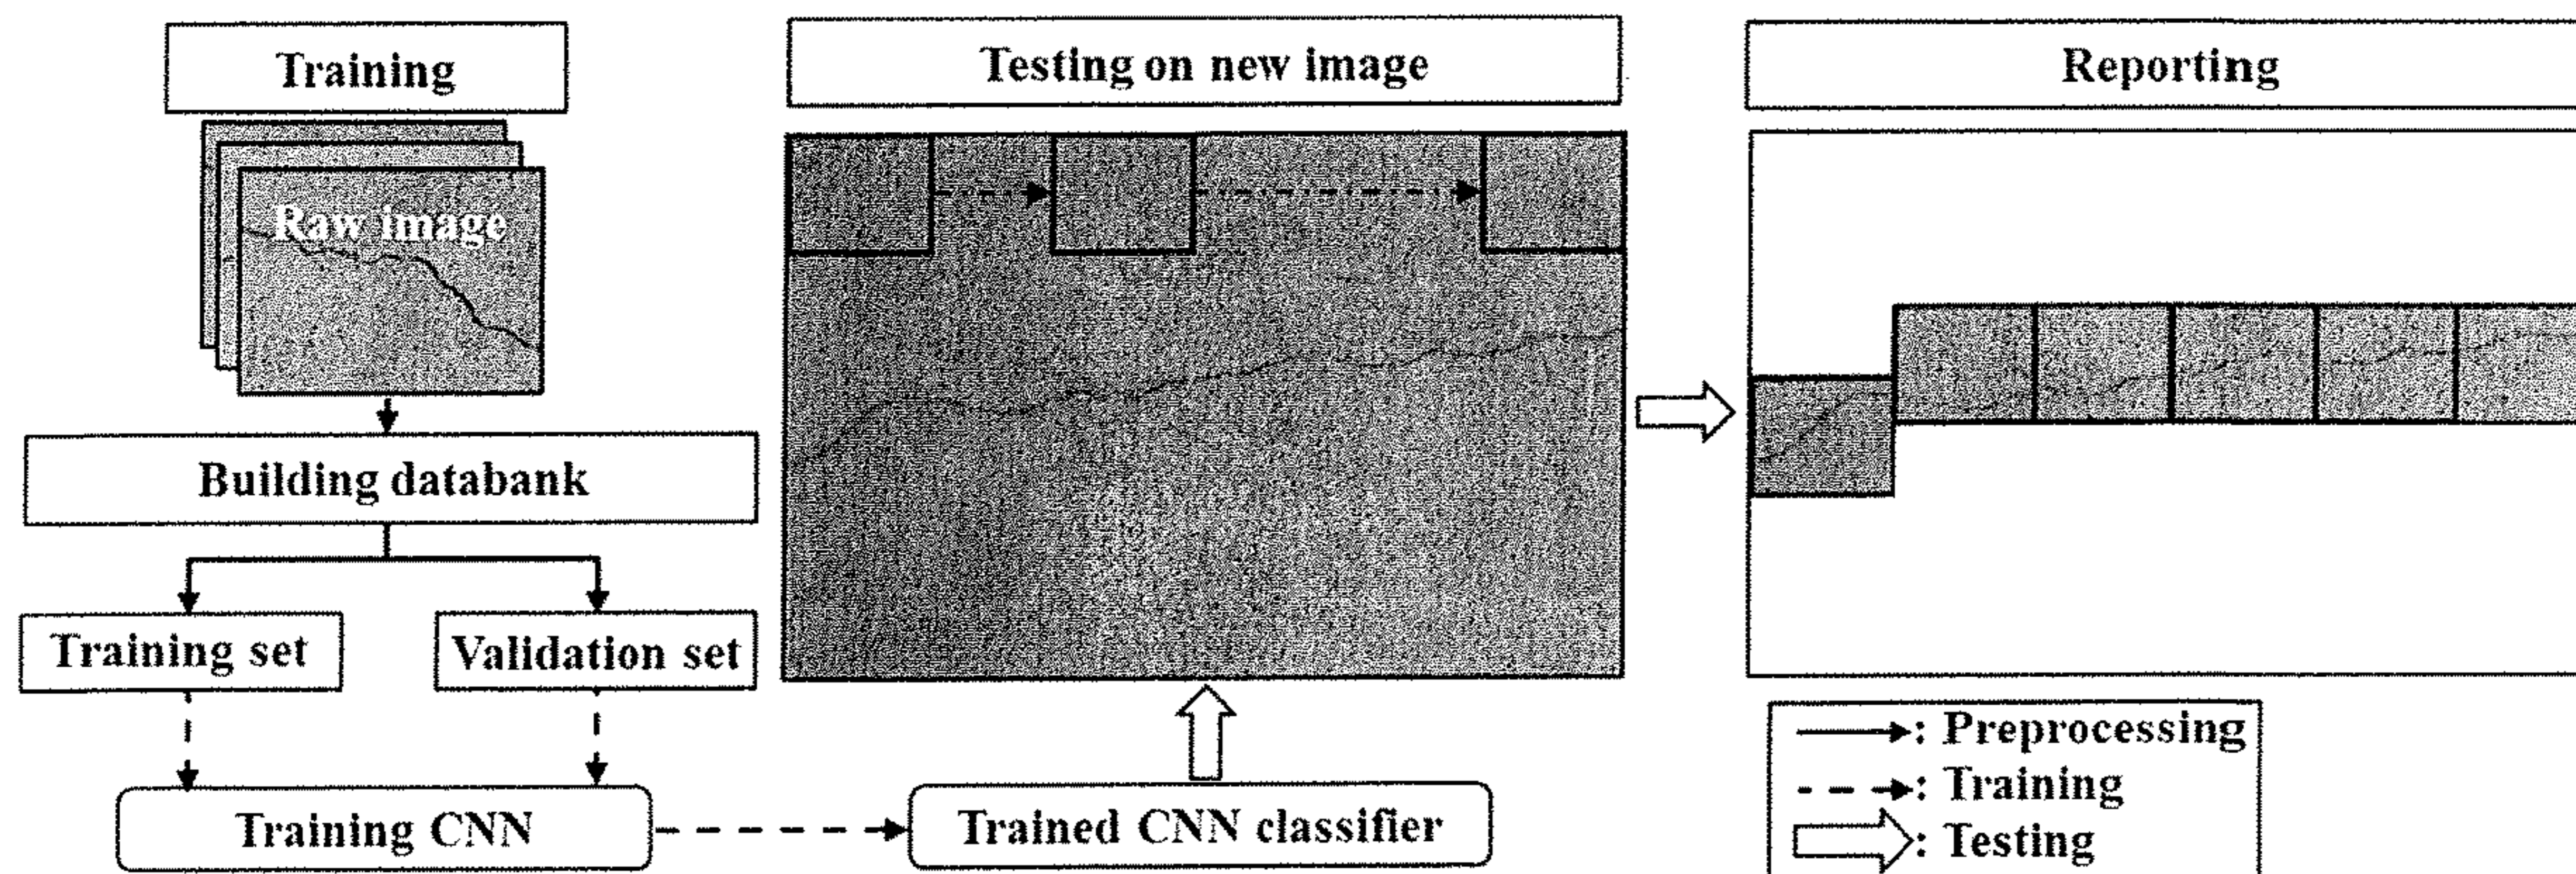 Training
Raw image
Building databank
Training set
Validation set
Training CNN
Trained CNN classifier
Testing on new image
Reporting
: Preprocessing
: Training
: Testing